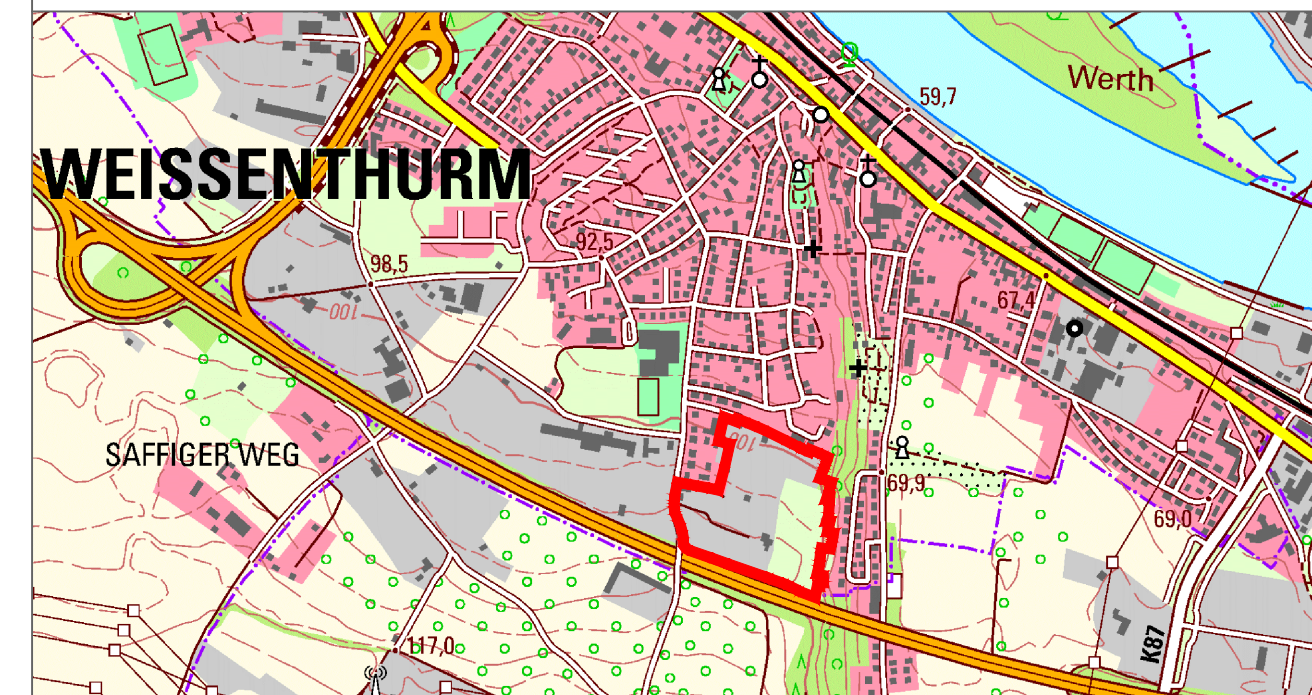 Werth
59,7
WEISSENTHURM
92,5
98,5
100
67,4
100
SAFFIGER WEG
69,9
69,0
117,0
K87